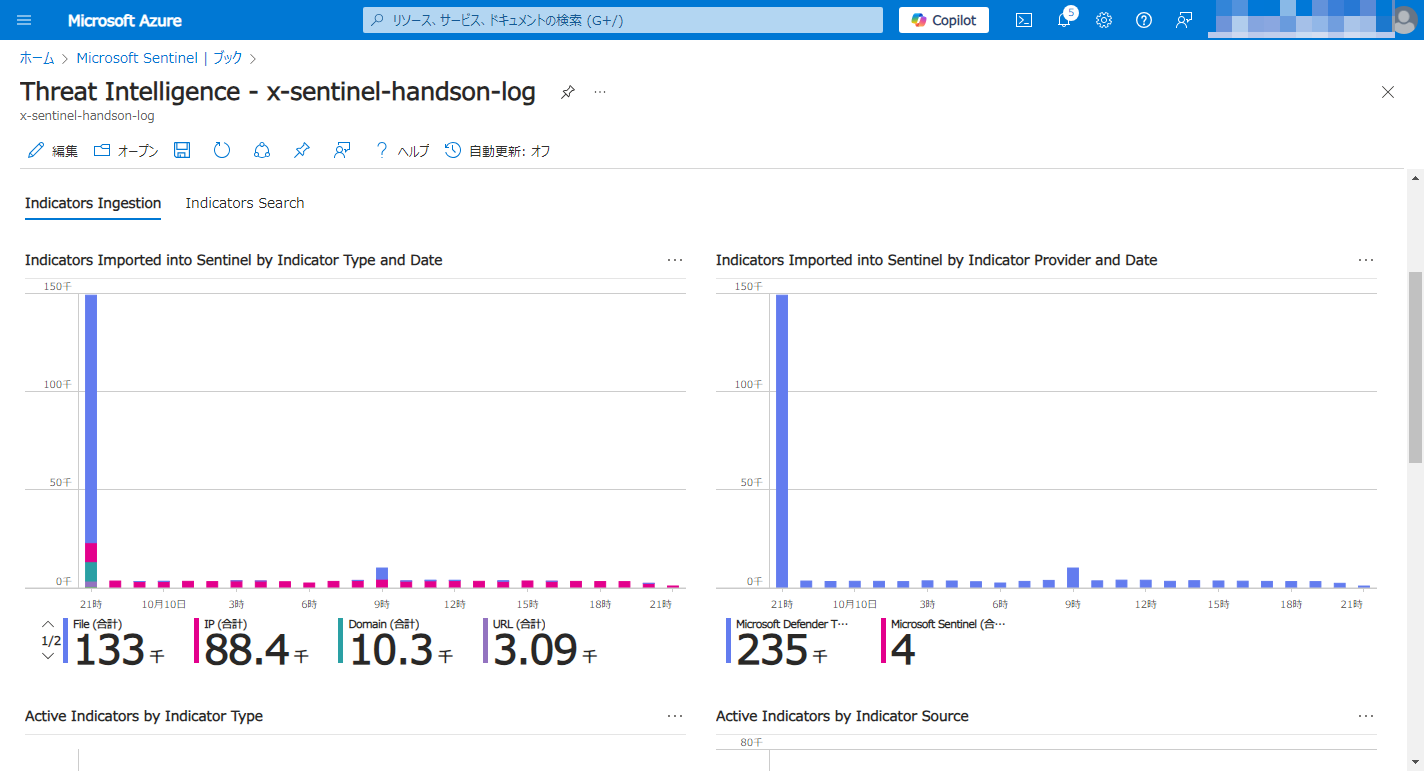 Microsoft Azure
リソース、サービス、ドキュメントの検索 (G+/)
Copilot
5
ホーム > Microsoft Sentinel | ブック >
Threat Intelligence - x-sentinel-handson-log
x-sentinel-handson-log
編集 オープン ヘルプ 自動更新: オフ
Indicators Ingestion Indicators Search
Indicators Imported into Sentinel by Indicator Type and Date
150千
100千
50千
0千
21時 10月10日 3時 6時 9時 12時 15時 18時 21時
1/2
File (合計)
133 千
IP (合計)
88.4 千
Domain (合計)
10.3 千
URL (合計)
3.09 千
Indicators Imported into Sentinel by Indicator Provider and Date
150千
100千
50千
0千
21時 10月10日 3時 6時 9時 12時 15時 18時 21時
Microsoft Defender T…
235 千
Microsoft Sentinel (合…
4
Active Indicators by Indicator Type
Active Indicators by Indicator Source
80千